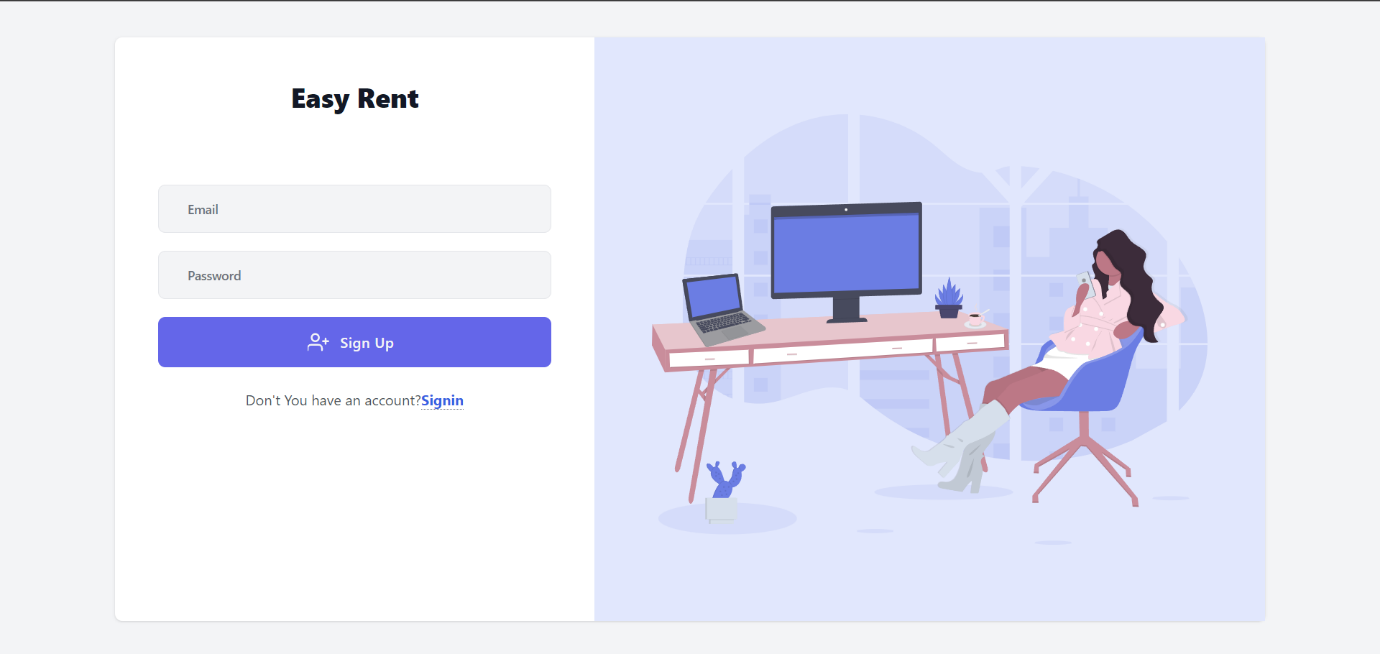 Easy Rent
Email
Password
Sign Up
Don't You have an account?Signin